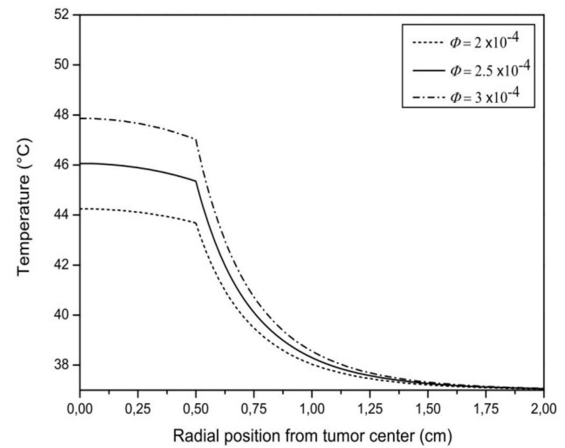 52
50
48
46
44
42
40
38
Temperature (°C)
Φ = 2 x10-4
Φ = 2.5 x10-4
Φ = 3 x10-4
0,00 0,25 0,50 0,75 1,00 1,25 1,50 1,75 2,00
Radial position from tumor center (cm)